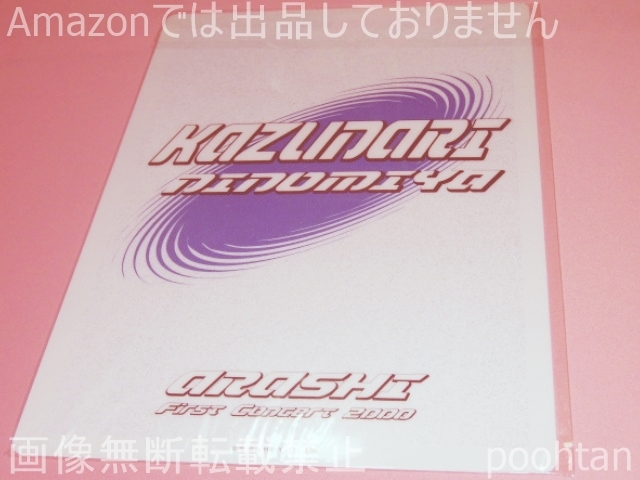 Amazonでは出品しておりません
KAZUNARI
NINOMIYA
ARASHI
First Concert 2000
画像無断転載禁止
poohtan